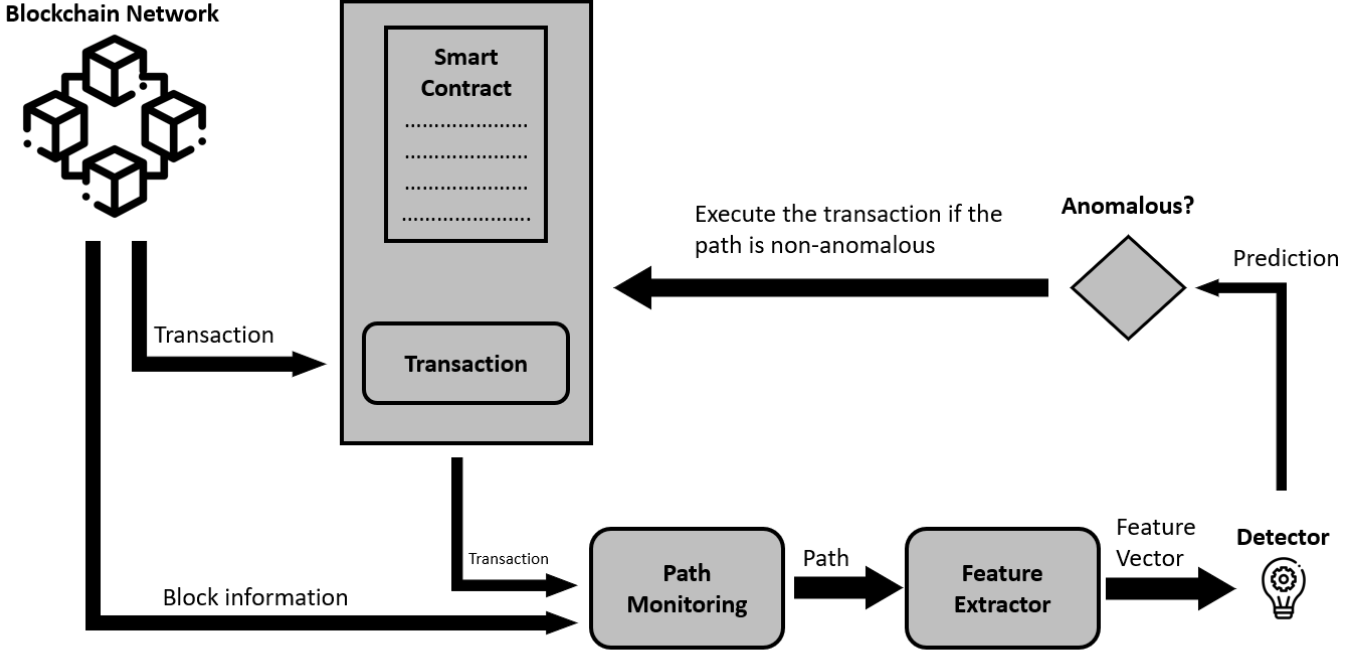 Blockchain Network
Smart
Contract
.....................
.....................
.....................
......................
Execute the transaction if the
path is non-anomalous
Anomalous?
Prediction
Transaction
Transaction
Transaction
Block information
Path
Monitoring
Path
Feature
Extractor
Feature
Vector
Detector